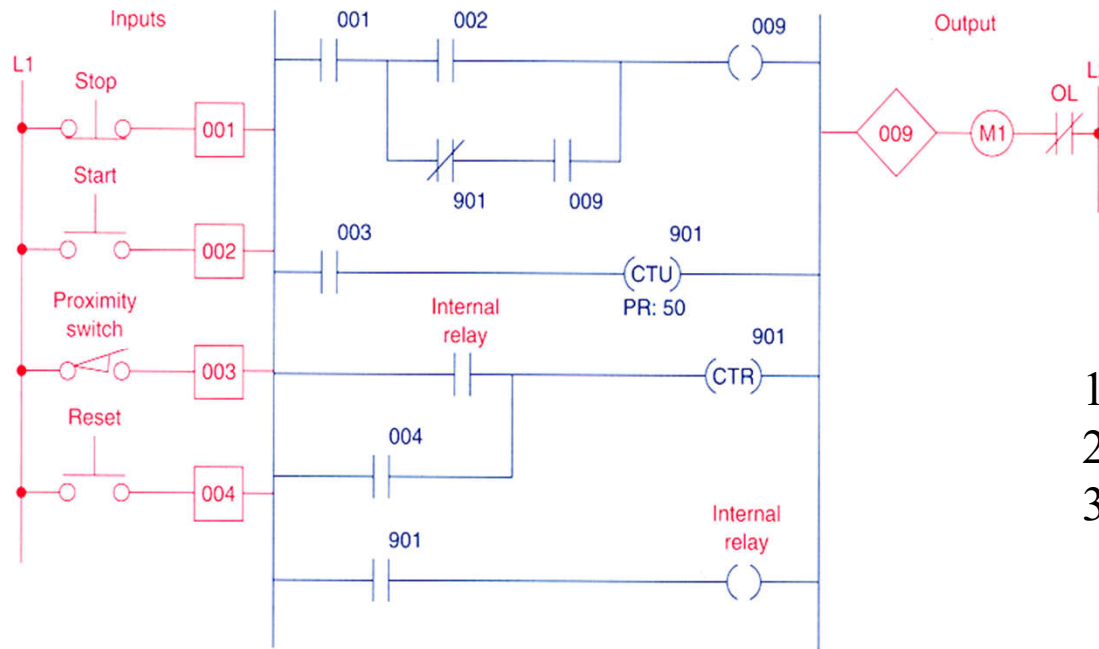 Inputs
L1
Stop
001
Start
002
Proximity
switch
003
Reset
004
001
002
009
901
009
003
901
CTU
PR: 50
Internal
relay
901
CTR
004
901
Internal
relay
Output
009
M1
OL
L
1
2
3